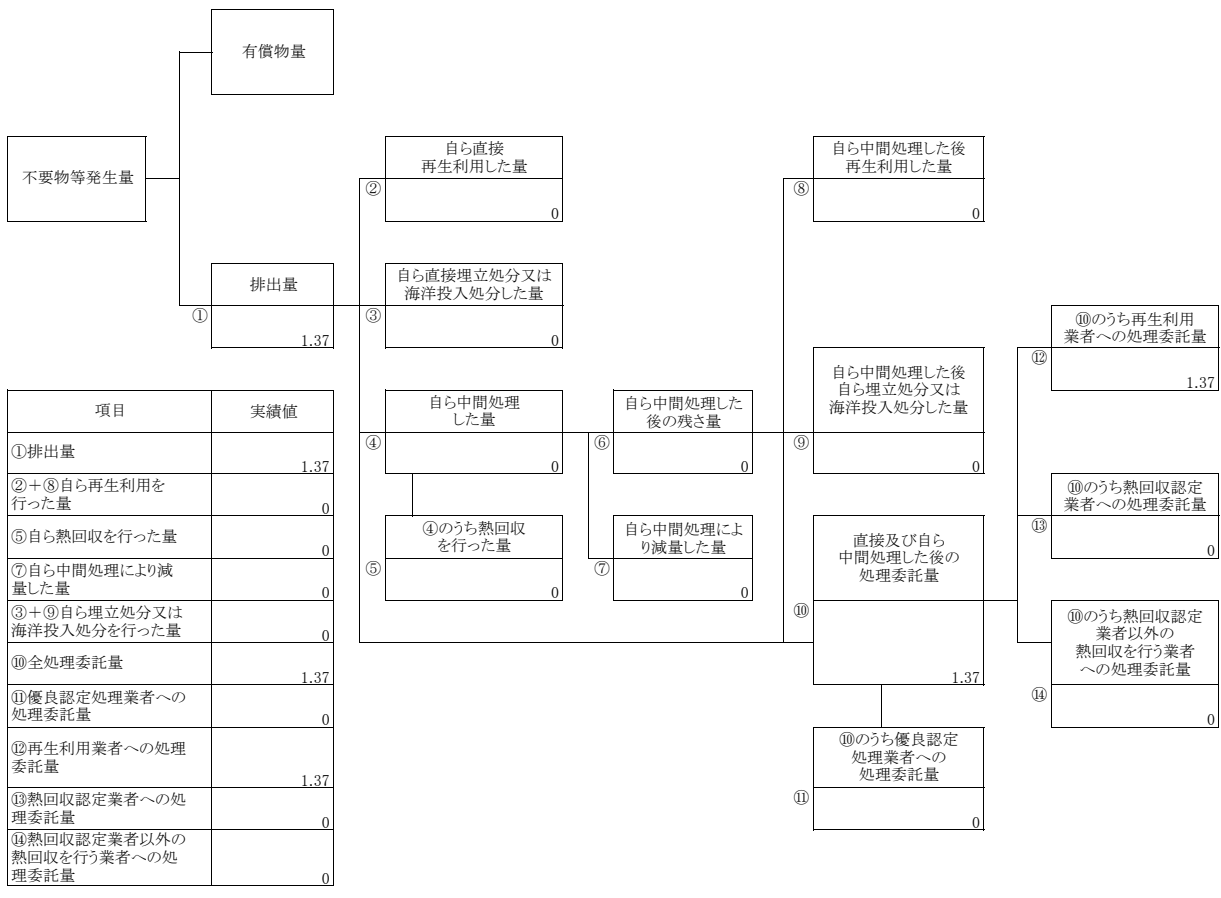 有償物量
不要物等発生量
自ら直接
再生利用した量
②
0
自ら中間処理した後
再生利用した量
⑧
0
排出量
①
1.37
自ら直接埋立処分又は
海洋投入処分した量
③
0
⑩のうち再生利用
業者への処理委託量
⑫
1.37
自ら中間処理
した量
④
0
自ら中間処理した
後の残さ量
⑥
0
自ら中間処理した後
自ら埋立処分又は
海洋投入処分した量
⑨
0
⑩のうち熱回収認定
業者への処理委託量
⑬
0
④のうち熱回収
を行った量
⑤
0
自ら中間処理によ
り減量した量
⑦
0
直接及び自ら
中間処理した後の
処理委託量
⑩
1.37
⑩のうち熱回収認定
業者以外の
熱回収を行う業者
への処理委託量
⑭
0
⑩のうち優良認定
処理業者への
処理委託量
⑪
0
項目 実績値
①排出量
1.37
②+⑧自ら再生利用を
行った量
0
⑤自ら熱回収を行った量
0
⑦自ら中間処理により減
量した量
0
③+⑨自ら埋立処分又は
海洋投入処分を行った量
0
⑩全処理委託量
1.37
⑪優良認定処理業者への
処理委託量
0
⑫再生利用業者への処理
委託量
1.37
⑬熱回収認定業者への処
理委託量
0
⑭熱回収認定業者以外の
熱回収を行う業者への処
理委託量
0